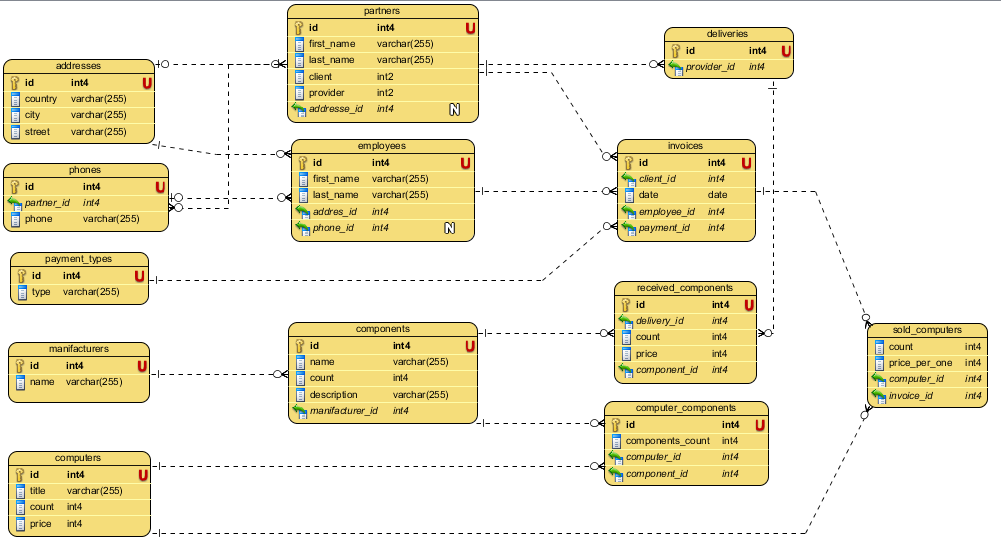 partners
id int4 U
first_name varchar(255)
last_name varchar(255)
client int2
provider int2
addresse_id int4 N
deliveries
id int4 U
provider_id int4
addresses
id int4 U
country varchar(255)
city varchar(255)
street varchar(255)
employees
id int4 U
first_name varchar(255)
last_name varchar(255)
addres_id int4
phone_id int4 N
invoices
id int4 U
client_id int4
date date
employee_id int4
payment_id int4
phones
id int4 U
partner_id int4
phone varchar(255)
payment_types
id int4 U
type varchar(255)
received_components
id int4 U
delivery_id int4
count int4
price int4
component_id int4
components
id int4 U
name varchar(255)
count int4
description varchar(255)
manifacturer_id int4
sold_computers
count int4
price_per_one int4
computer_id int4
invoice_id int4
manifacturers
id int4 U
name varchar(255)
computer_components
id int4 U
components_count int4
computer_id int4
component_id int4
computers
id int4 U
title varchar(255)
count int4
price int4